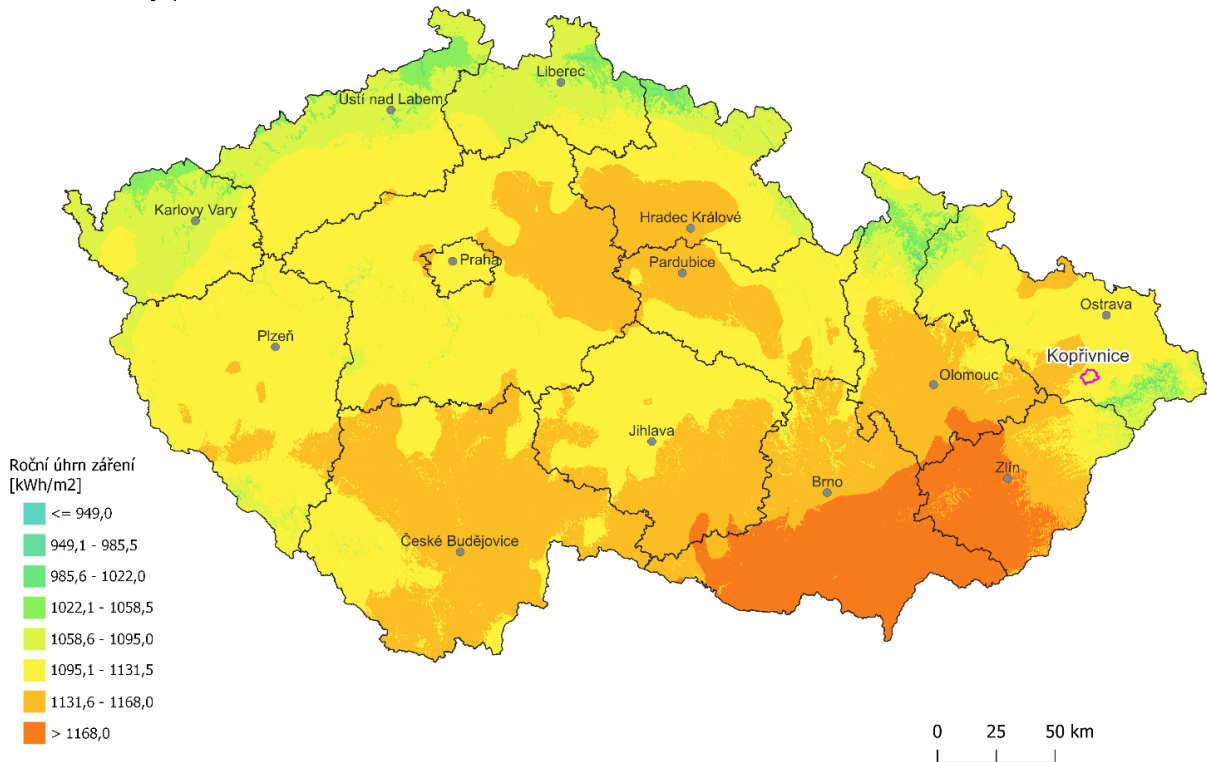 Liberec
Ústí nad Labem
Karlovy Vary
Hradec Králové
Praha
Pardubice
Ostrava
Plzeň
Kopřivnice
Olomouc
Jihlava
Roční úhrn záření
[kWh/m2]
Zlín
Brno
<= 949,0
949,1 - 985,5
České Budějovice
985,6 - 1022,0
1022,1 - 1058,5
1058,6 - 1095,0
1095,1 - 1131,5
1131,6 - 1168,0
> 1168,0
0 25 50 km